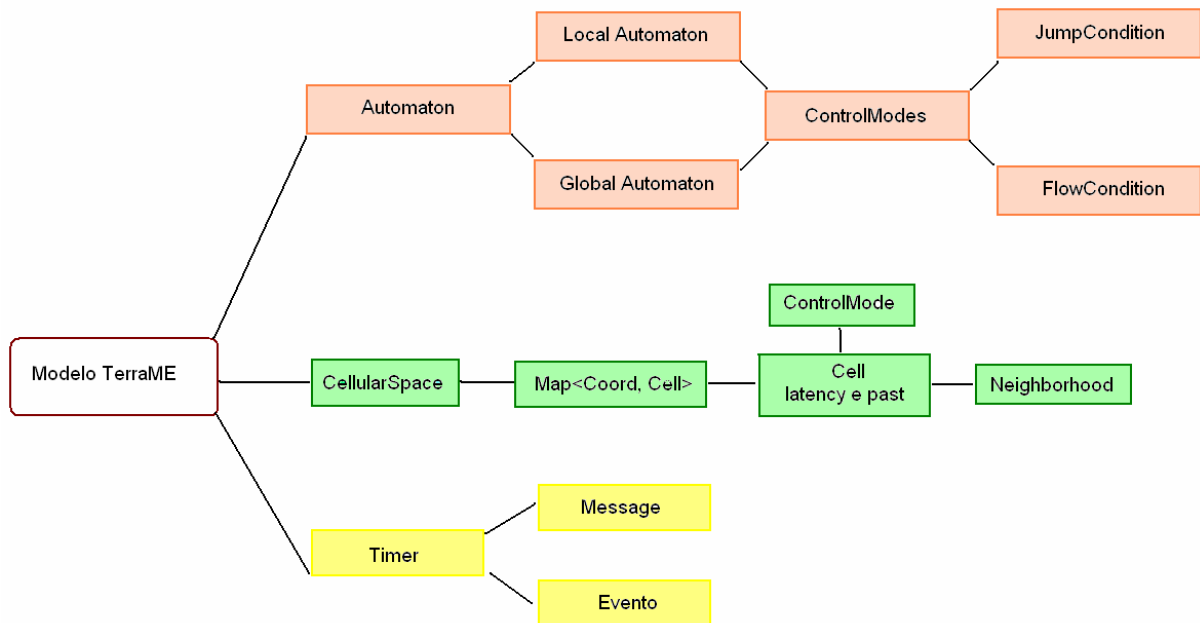 Local Automaton
JumpCondition
Automaton
ControlModes
Global Automaton
FlowCondition
ControlMode
Modelo TerraME
CellularSpace
Map<Coord, Cell>
Cell
latency e past
Neighborhood
Message
Timer
Evento